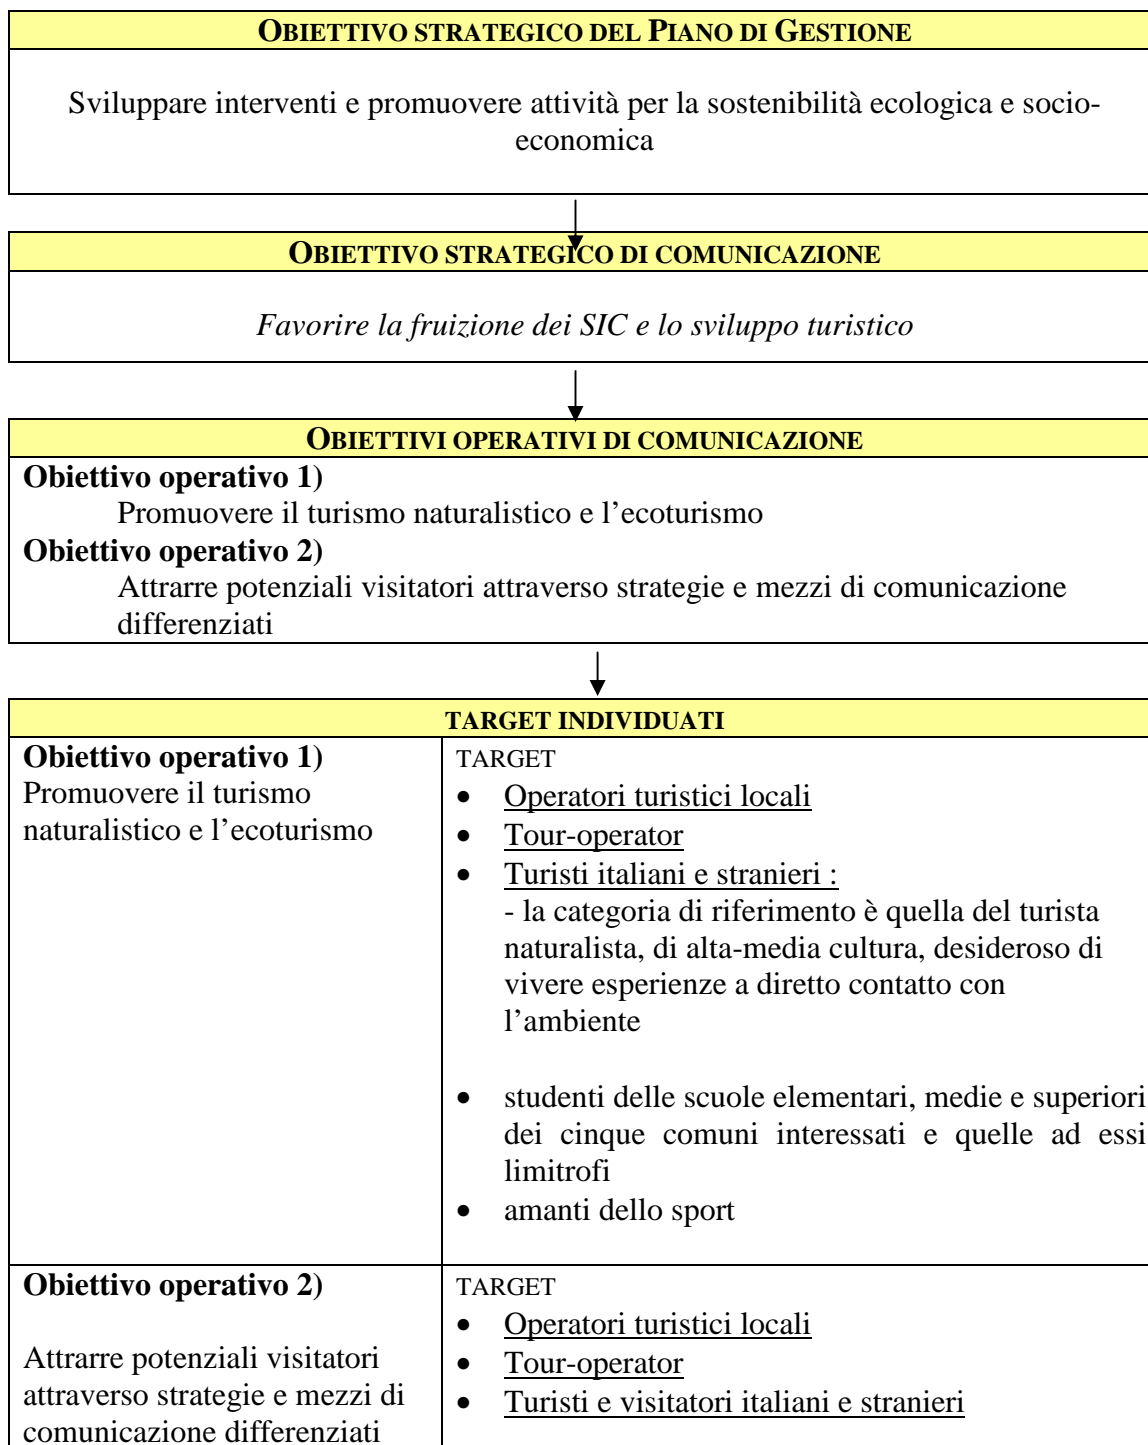 OBIETTIVO STRATEGICO DEL PIANO DI GESTIONE
Sviluppare interventi e promuovere attività per la sostenibilità ecologica e socio-
economica
OBIETTIVO STRATEGICO DI COMUNICAZIONE
Favorire la fruizione dei SIC e lo sviluppo turistico
OBIETTIVI OPERATIVI DI COMUNICAZIONE
Obiettivo operativo 1)
Promuovere il turismo naturalistico e l’ecoturismo
Obiettivo operativo 2)
Attrarre potenziali visitatori attraverso strategie e mezzi di comunicazione
differenziati
TARGET INDIVIDUATI
Obiettivo operativo 1)
Promuovere il turismo
naturalistico e l’ecoturismo
TARGET
• Operatori turistici locali
• Tour-operator
• Turisti italiani e stranieri :
- la categoria di riferimento è quella del turista
naturalista, di alta-media cultura, desideroso di
vivere esperienze a diretto contatto con
l’ambiente
• studenti delle scuole elementari, medie e superiori
dei cinque comuni interessati e quelle ad essi
limitrofi
• amanti dello sport
Obiettivo operativo 2)
Attrarre potenziali visitatori
attraverso strategie e mezzi di
comunicazione differenziati
TARGET
• Operatori turistici locali
• Tour-operator
• Turisti e visitatori italiani e stranieri